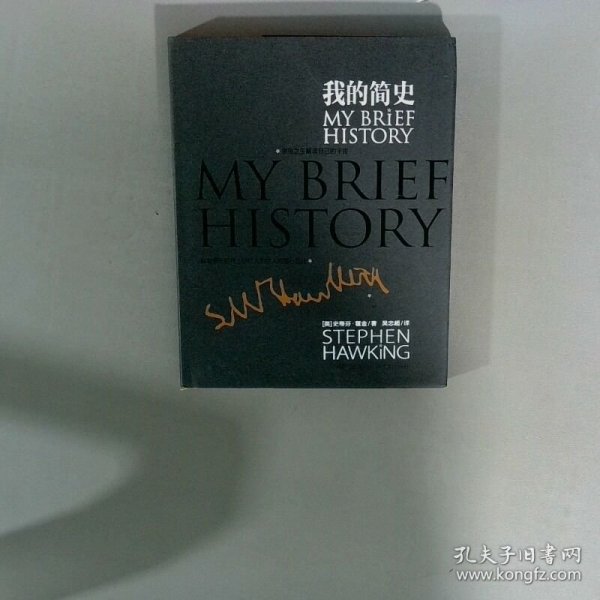 我的简史
MY BRiEF
HISTORY
MY BRIEF
HISTORY
[英]史蒂芬·霍金/著 吴忠超/译
STEPHEN
HAWKiNG
孔夫子旧书网
www.kongfz.com